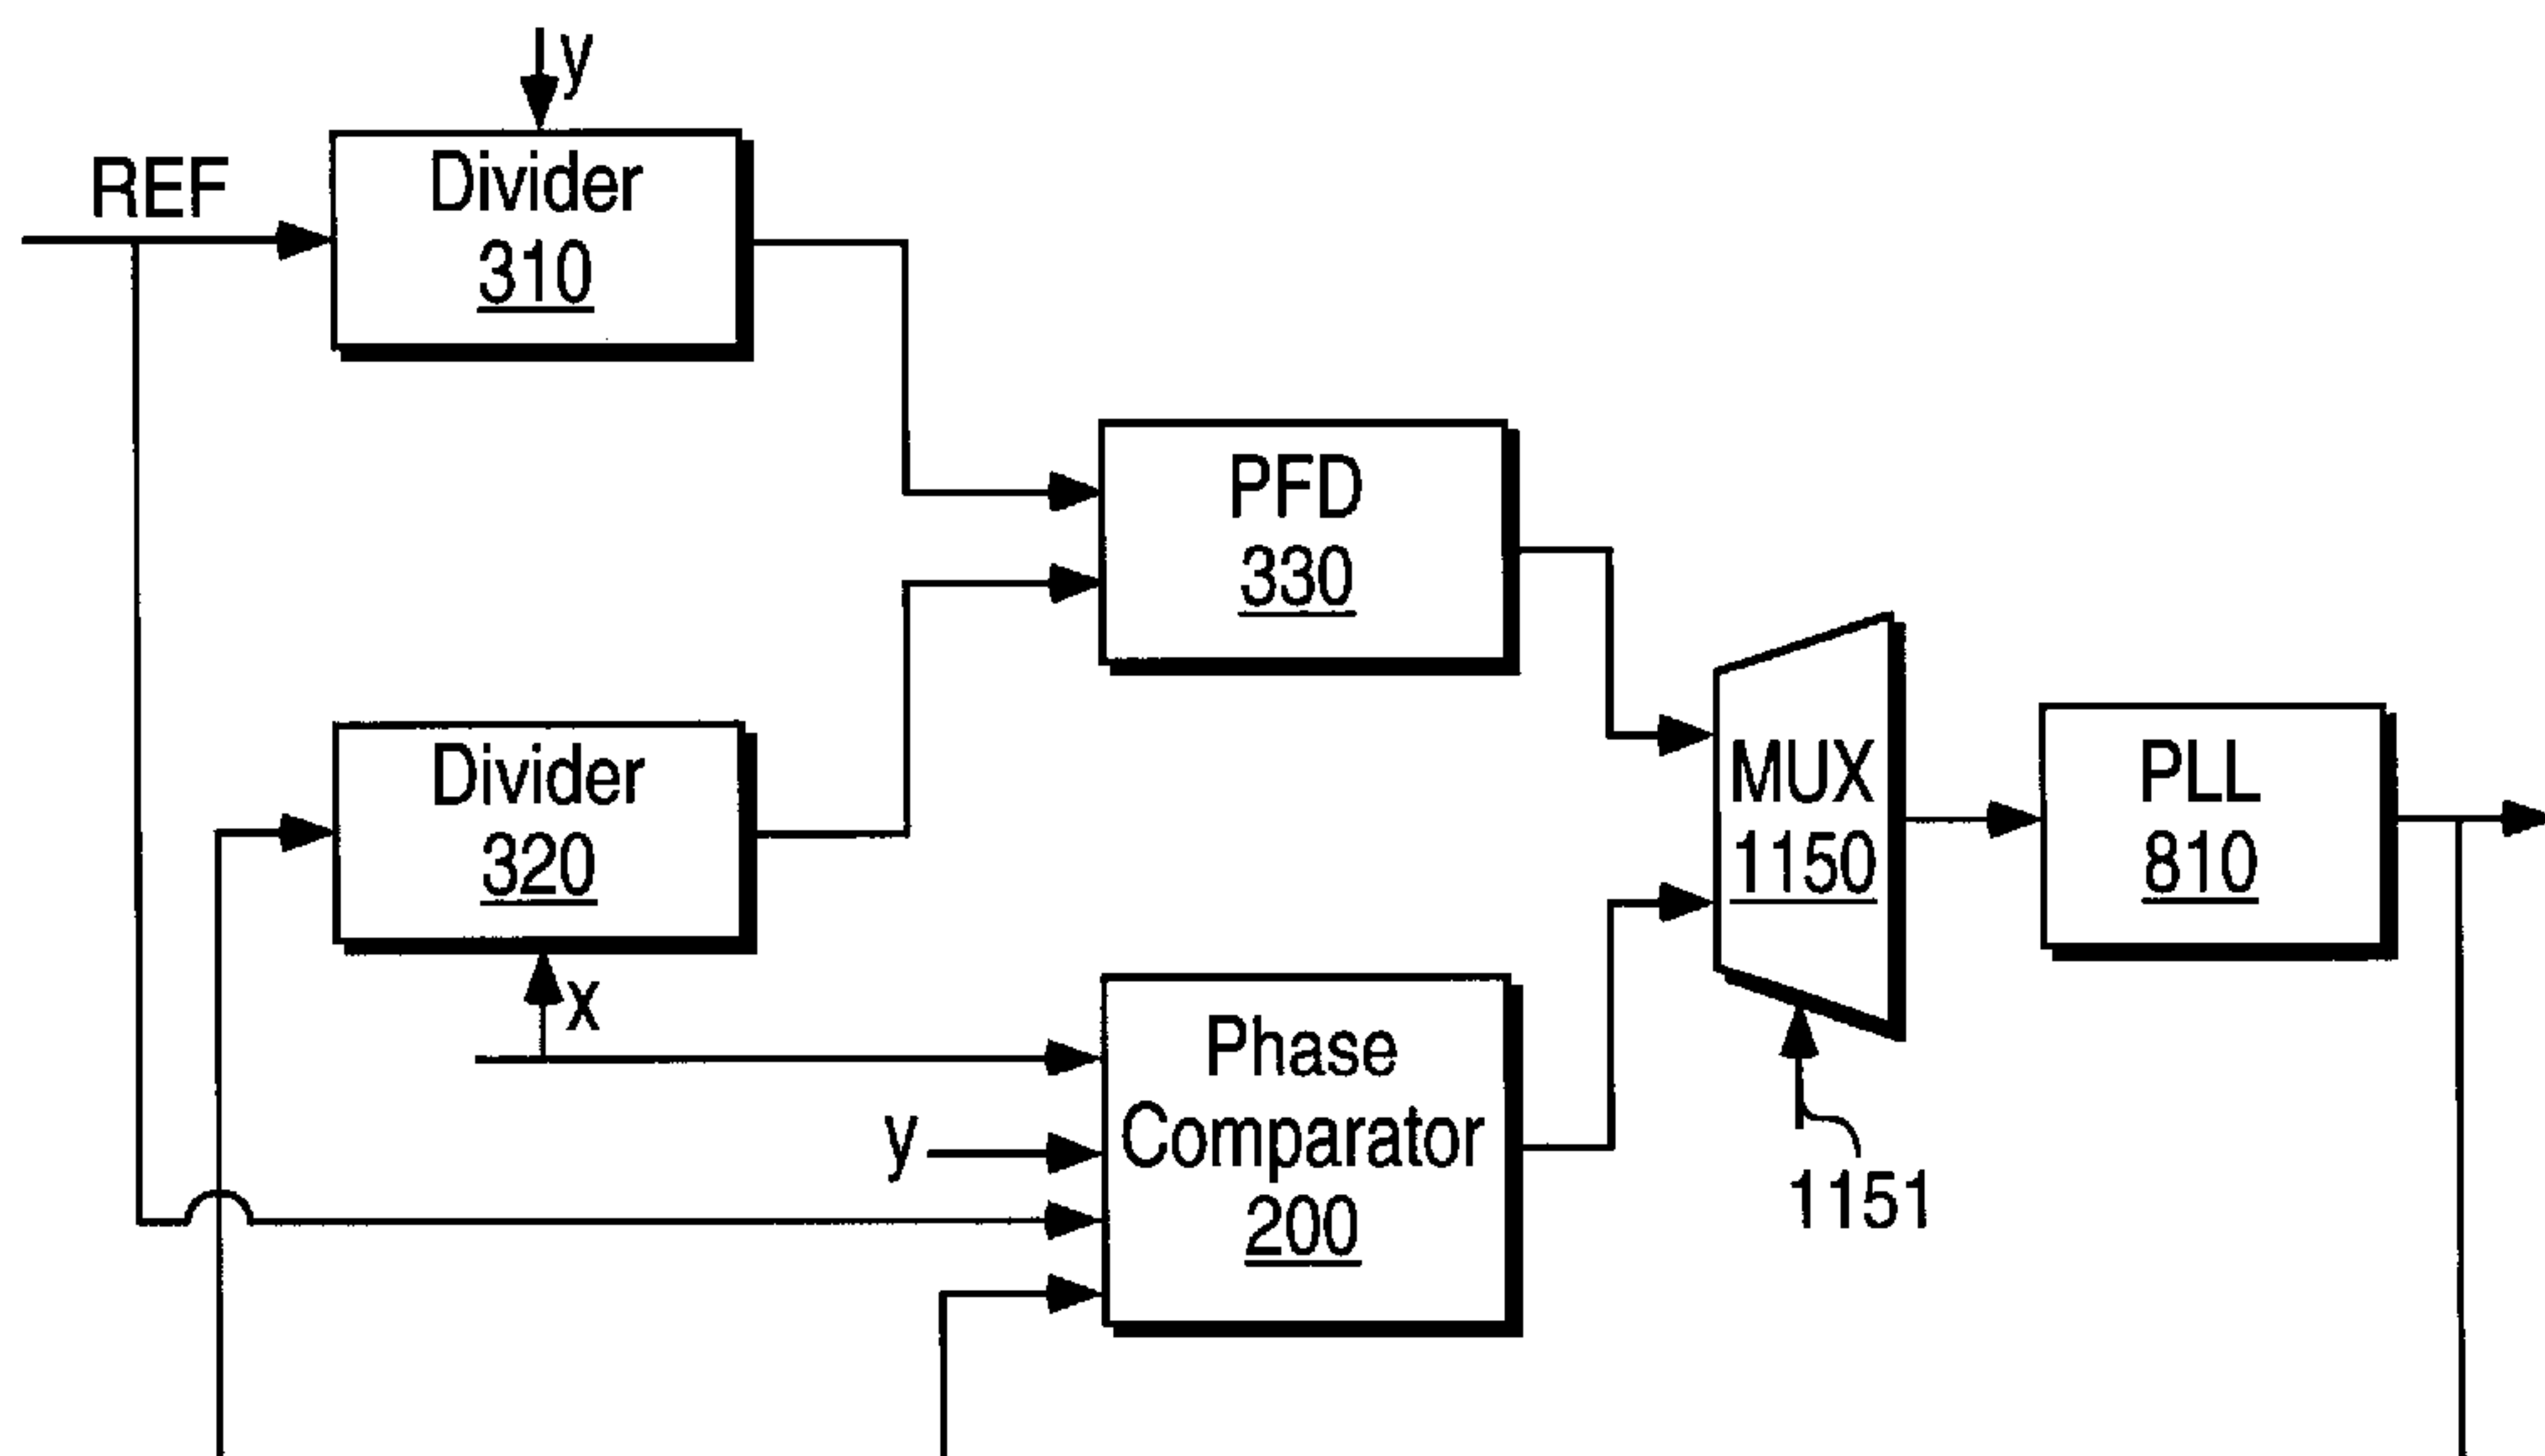 y
REF
Divider
310
PFD
330
Divider
320
MUX
1150
PLL
810
x
Phase
Comparator
200
y
1151